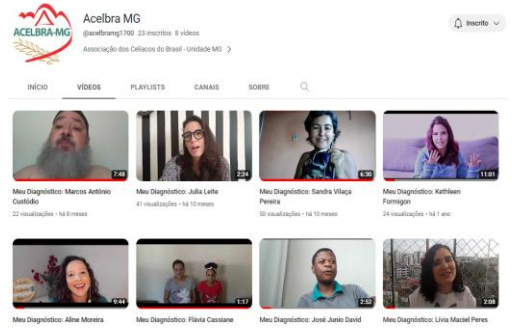 Acelbra MG
ACELBRA-MG
@acelbramg1700 23 inscritos 8 vídeos
Associação dos Celíacos do Brasil - Unidade MG
Inscrito
INÍCIO VÍDEOS PLAYLISTS CANAIS SOBRE
7:48 2:24 6:30 11:01
Meu Diagnóstico: Marcos Antônio Custódio
22 visualizações • há 8 meses
Meu Diagnóstico: Julia Leite
41 visualizações • há 10 meses
Meu Diagnóstico: Sandra Vilaça Pereira
50 visualizações • há 10 meses
Meu Diagnóstico: Kethleen Formigon
24 visualizações • há 1 ano
9:44 1:17 2:52 2:08
Meu Diagnóstico: Aline Moreira
Meu Diagnóstico: Flávia Cassiane
Meu Diagnóstico: José Junio David
Meu Diagnóstico: Lívia Maciel Peres